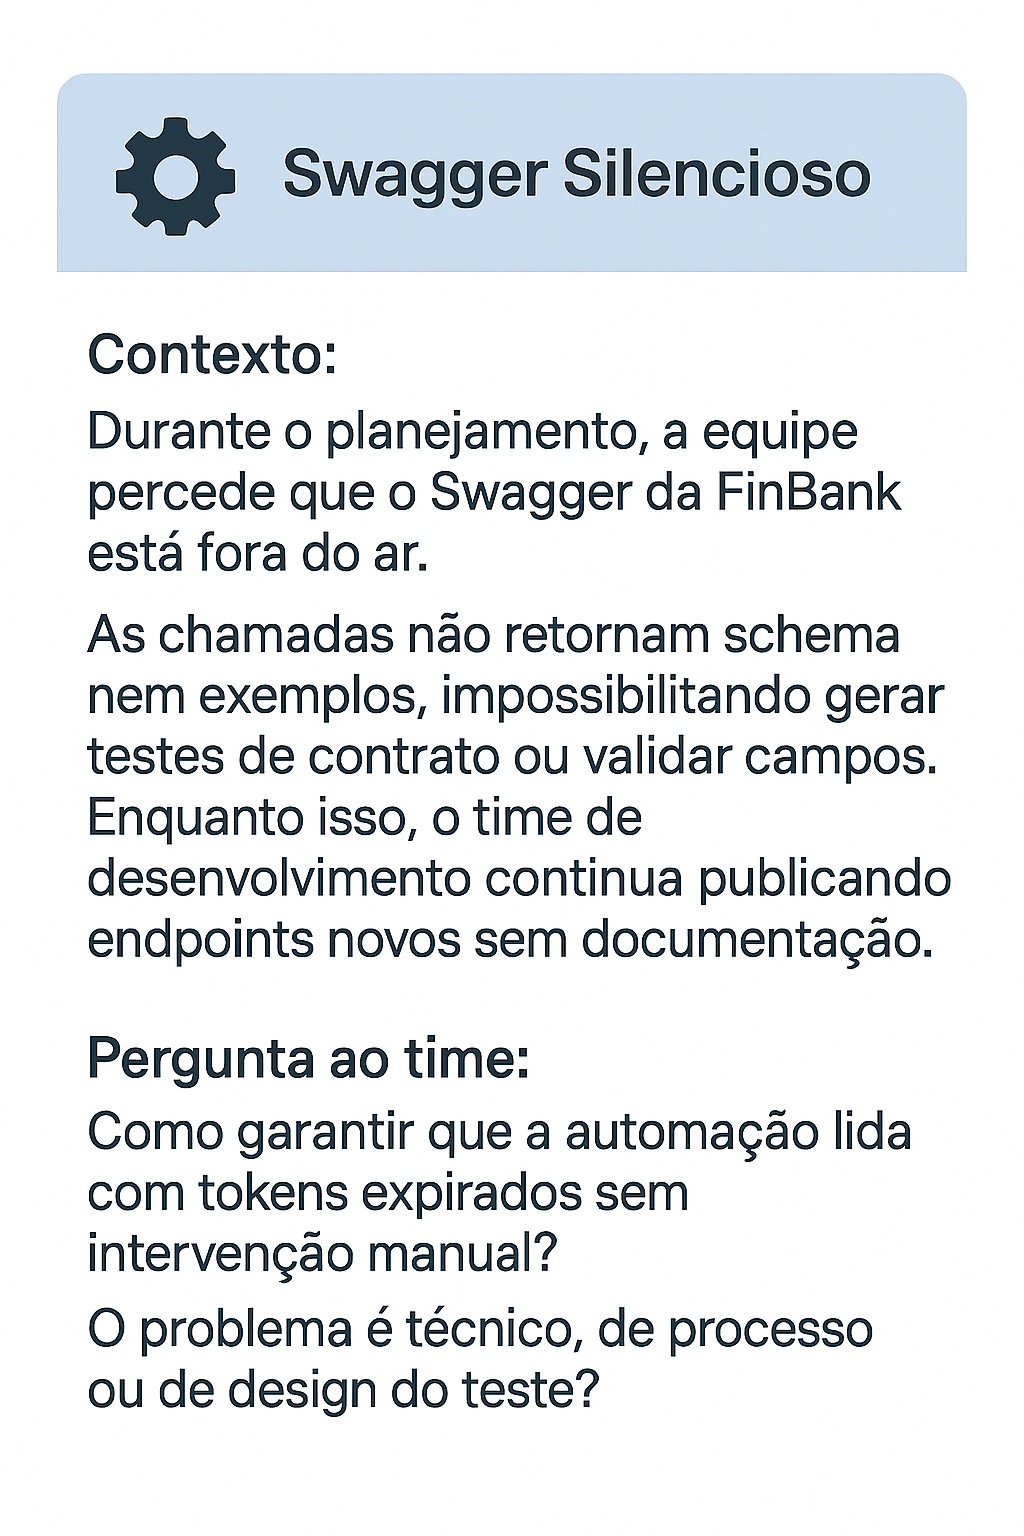 Swagger Silencioso
Contexto:
Durante o planejamento, a equipe
percede que o Swagger da FinBank
está fora do ar.
As chamadas não retornam schema
nem exemplos, impossibilitando gerar
testes de contrato ou validar campos.
Enquanto isso, o time de
desenvolvimento continua publicando
endpoints novos sem documentação.
Pergunta ao time:
Como garantir que a automação lida
com tokens expirados sem
intervenção manual?
O problema é técnico, de processo
ou de design do teste?